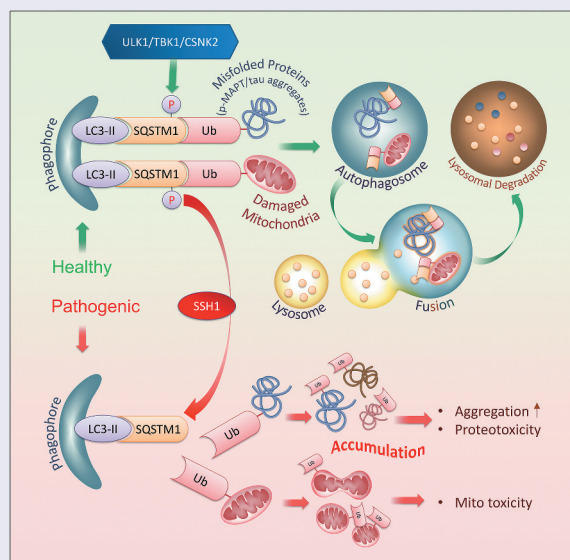 ULK1/TBK1/CSNK2
Misfolded Proteins
(p-MAPT/tau aggregates)
P
LC3-II
SQSTM1
Ub
Phagophore
LC3-II
SQSTM1
Ub
P
Damaged
Mitochondria
Autophagosome
Lysosomal Degradation
Healthy
Pathogenic
SSH1
Lysosome
Fusion
Phagophore
LC3-II
SQSTM1
Ub
Ub
Ub
Ub
Ub
Accumulation
• Aggregation
• Proteotoxicity
Ub
Ub
Ub
Ub
• Mito toxicity